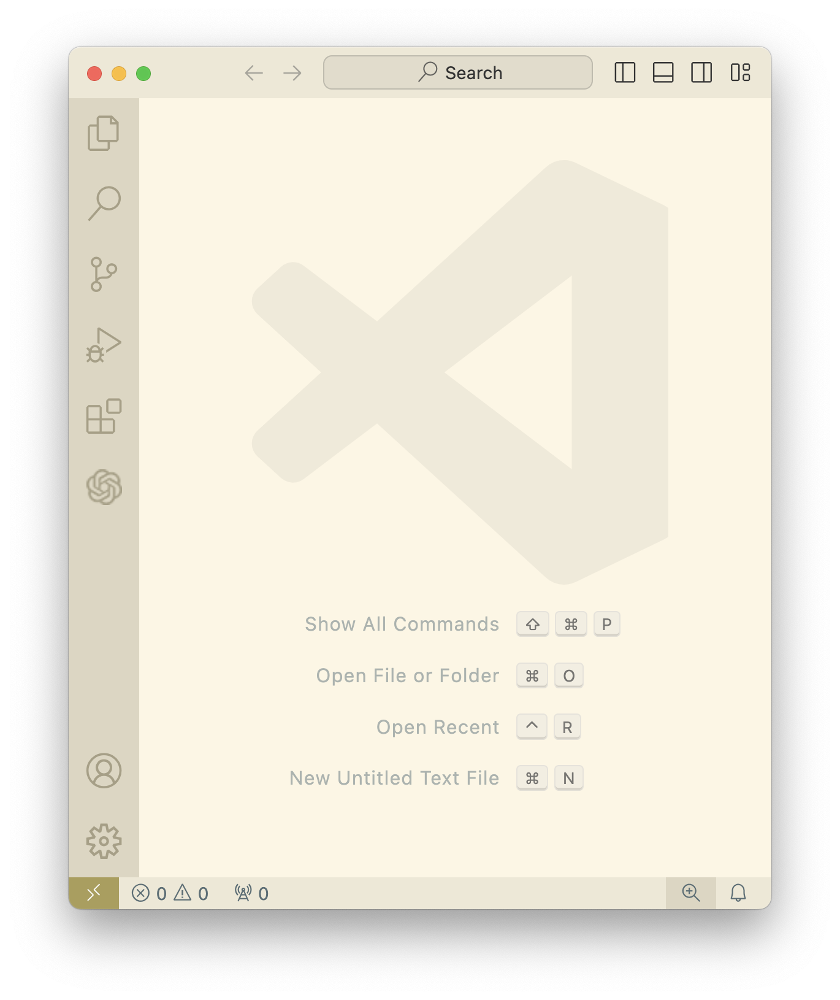 Search
Show All Commands ⇧ ⌘ P
Open File or Folder ⌘ O
Open Recent ^ R
New Untitled Text File ⌘ N
0 0 0